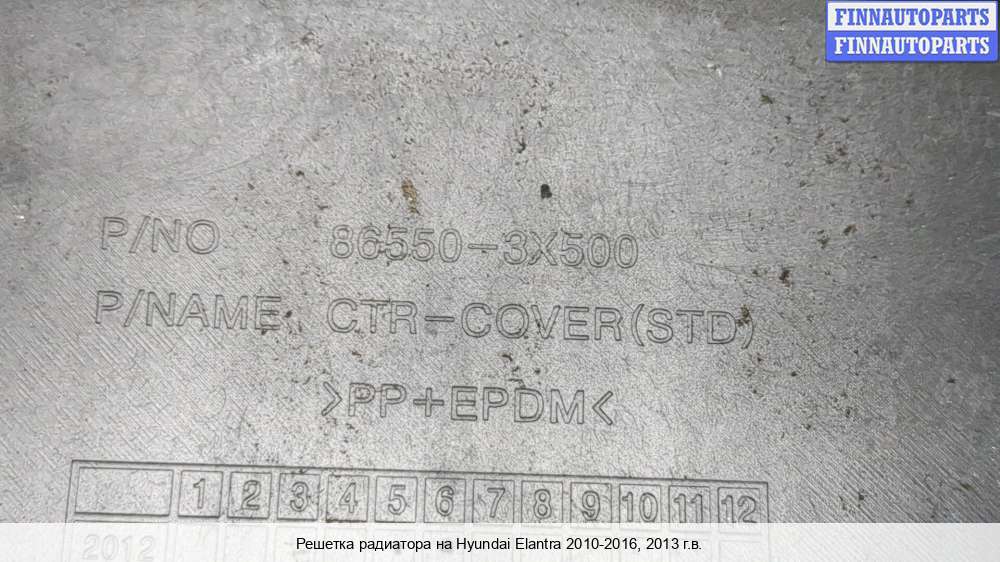 FINNAUTOPARTS
FINNAUTOPARTS
P/NO 86550-3X500
P/NAME CTR-COVER(STD)
>PP+EPDM<
1 2 3 4 5 6 7 8 9 10 11 12
2012
Решетка радиатора на Hyundai Elantra 2010-2016, 2013 г.в.